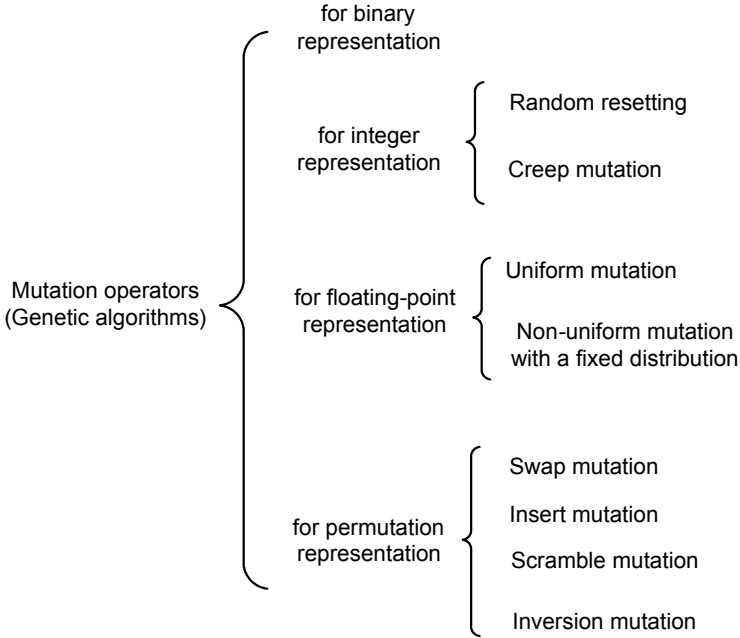 for binary
representation
Random resetting
for integer
representation
Creep mutation
Mutation operators
(Genetic algorithms)
for floating-point
representation
Uniform mutation
Non-uniform mutation
with a fixed distribution
for permutation
representation
Swap mutation
Insert mutation
Scramble mutation
Inversion mutation